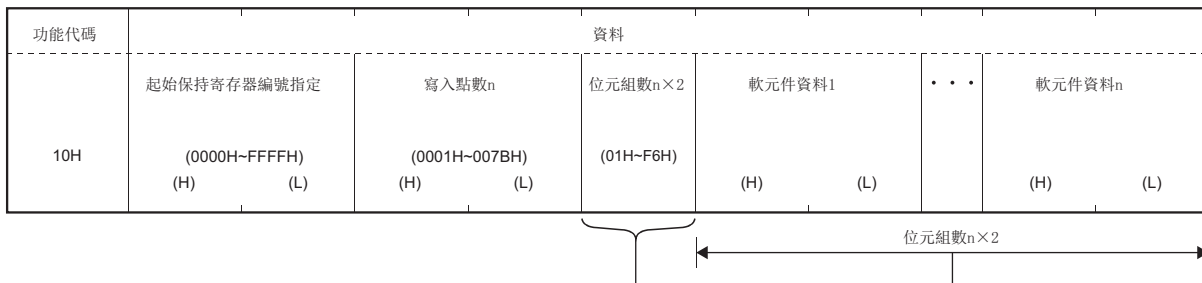 功能代碼 資料
起始保持寄存器編號指定 寫入點數n 位元組數n×2 軟元件資料1 ・・・ 軟元件資料n
10H (0000H~FFFFH) (0001H~007BH) (01H~F6H)
(H) (L) (H) (L) (H) (L) (H) (L)
位元組數n×2